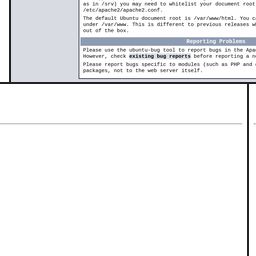 as in /srv) you may need to whitelist your document root
/etc/apache2/apache2.conf.
The default Ubuntu document root is /var/www/html. You c
under /var/www. This is different to previous releases w
out of the box.
Reporting Problems
Please use the ubuntu-bug tool to report bugs in the Apa
However, check existing bug reports before reporting a n
Please report bugs specific to modules (such as PHP and
packages, not to the web server itself.